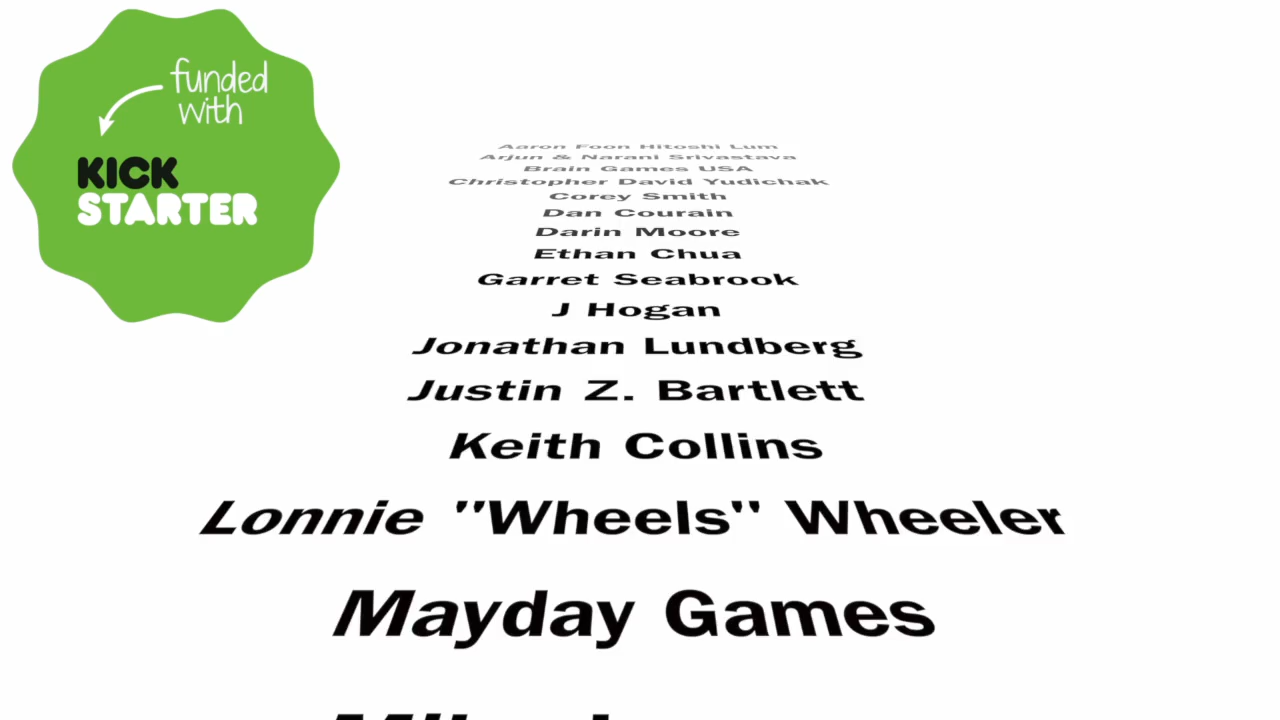 funded
with
KICK
STARTER
Aaron Foon Hitoshi Lum
Arjun & Narani Srivastava
Brain Games USA
Christopher David Yudichak
Corey Smith
Dan Courain
Darin Moore
Ethan Chua
Garret Seabrook
J Hogan
Jonathan Lundberg
Justin Z. Bartlett
Keith Collins
Lonnie "Wheels" Wheeler
Mayday Games